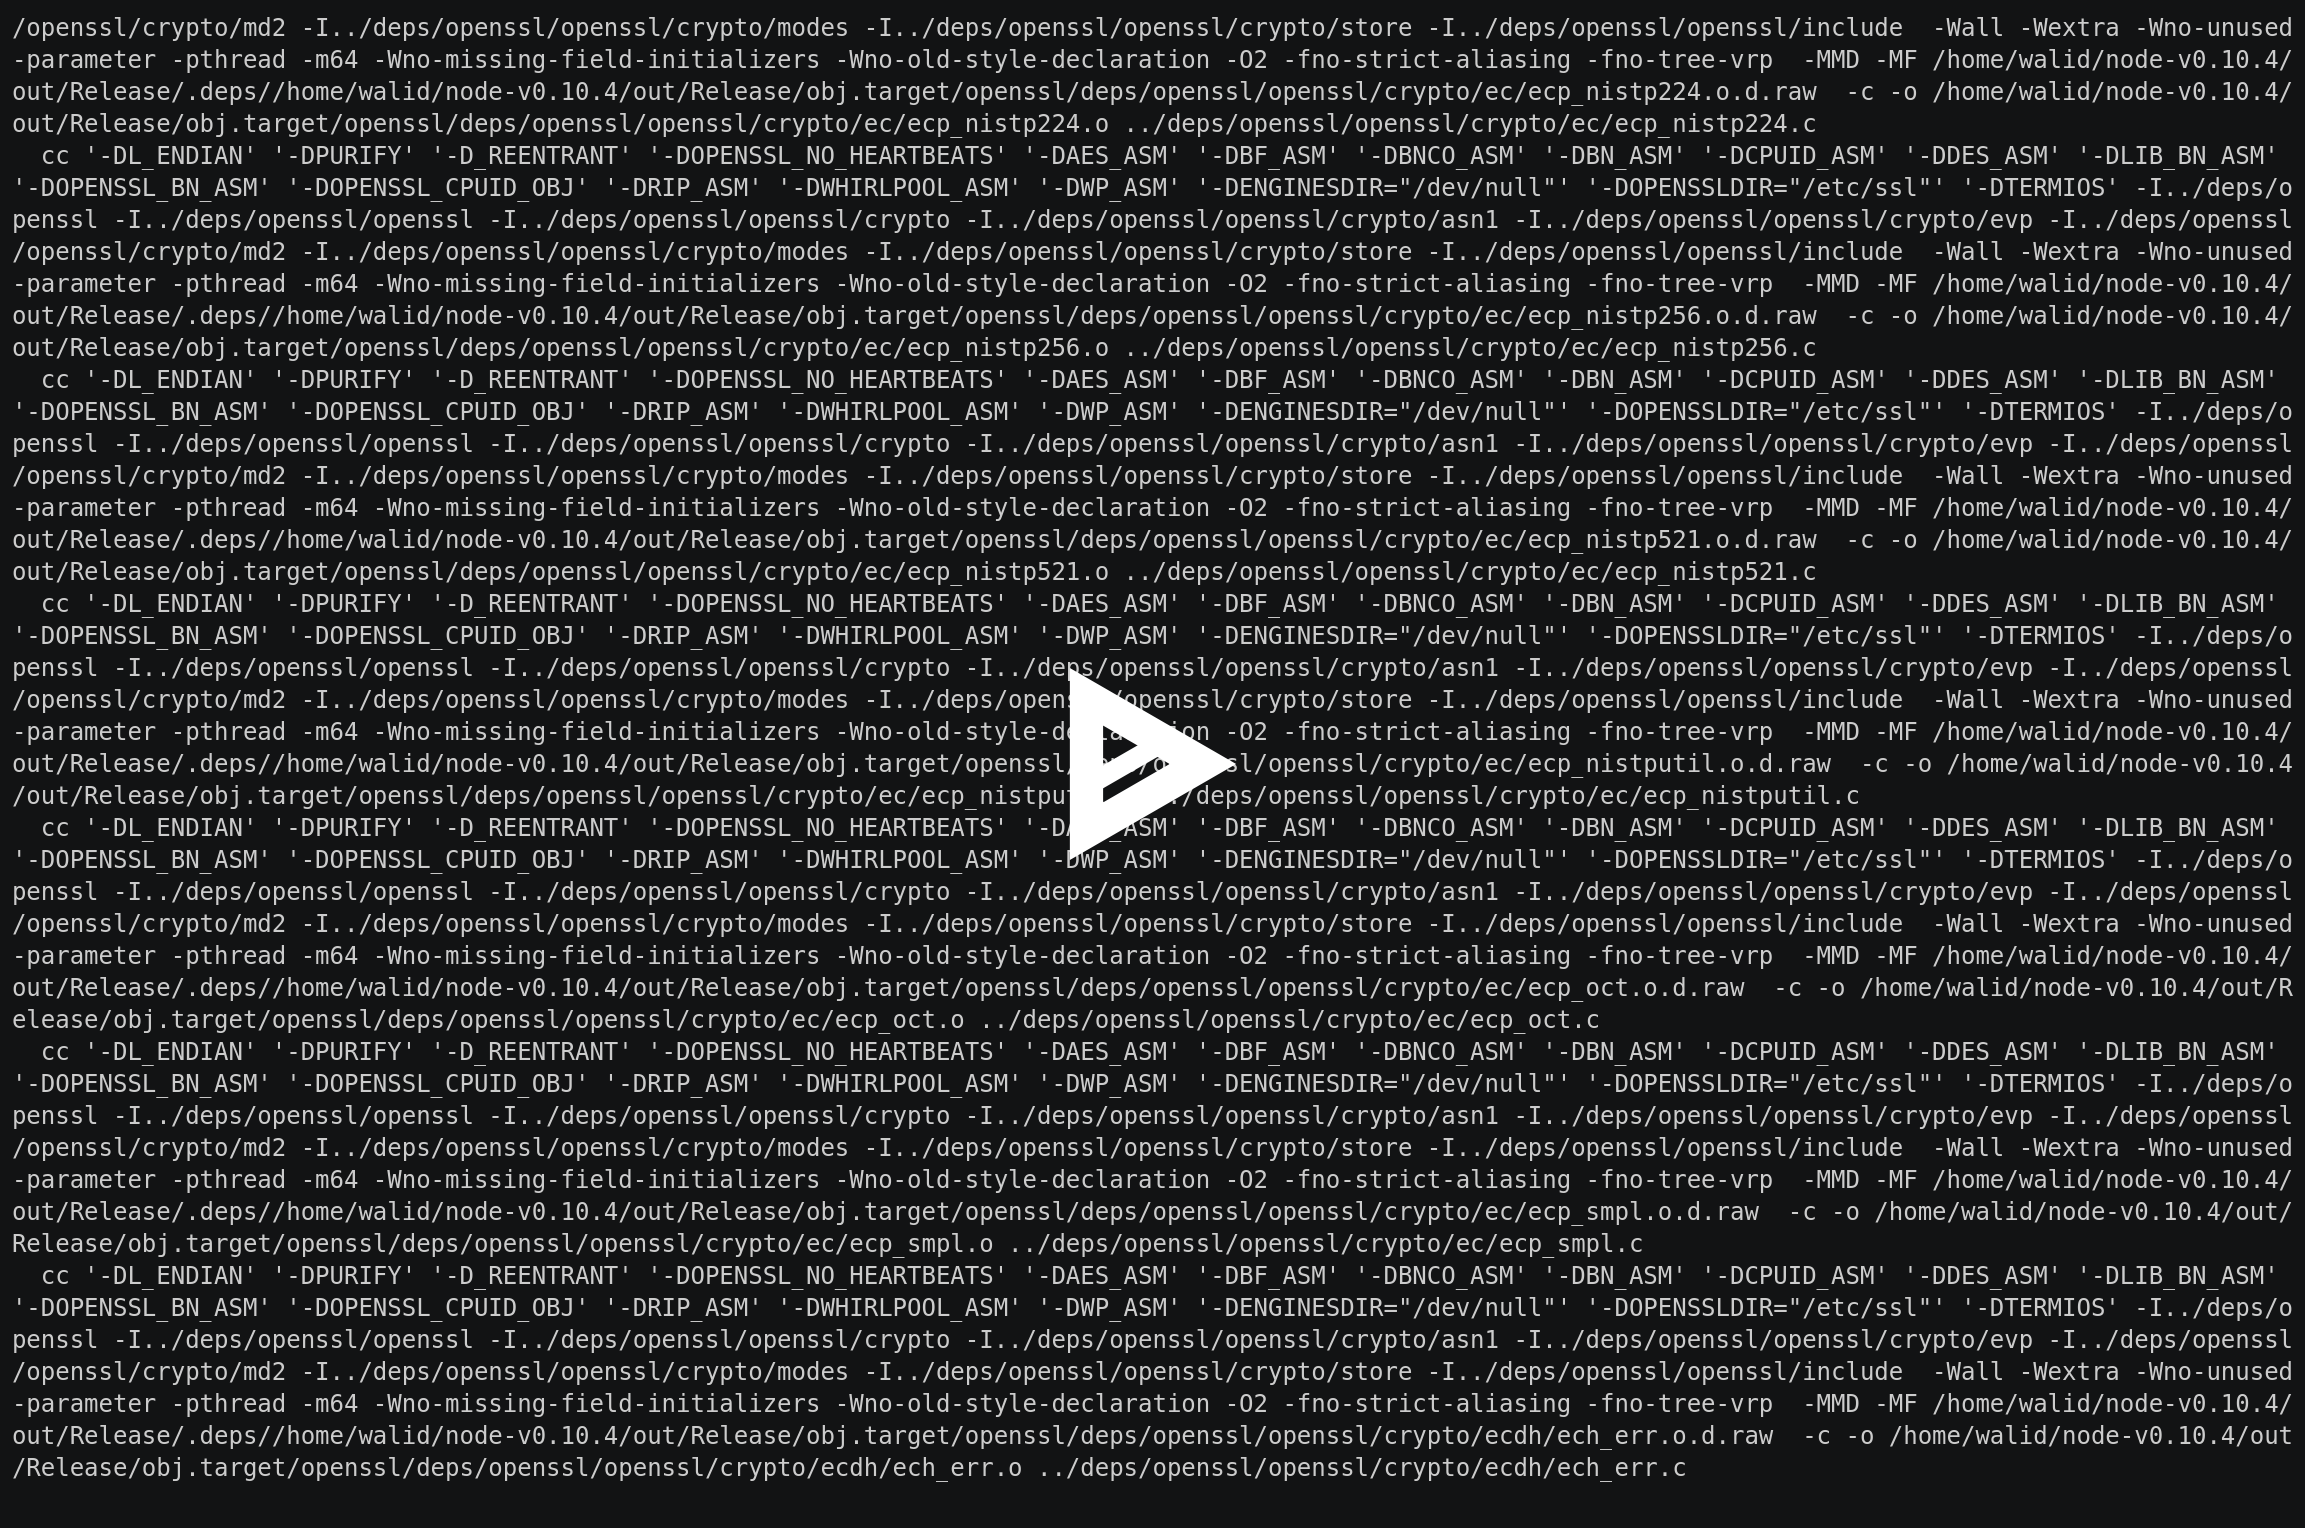 /openssl/crypto/md2 -I../deps/openssl/openssl/crypto/modes -I../deps/openssl/openssl/crypto/store -I../deps/openssl/openssl/include  -Wall -Wextra -Wno-unused
-parameter -pthread -m64 -Wno-missing-field-initializers -Wno-old-style-declaration -O2 -fno-strict-aliasing -fno-tree-vrp  -MMD -MF /home/walid/node-v0.10.4/
out/Release/.deps//home/walid/node-v0.10.4/out/Release/obj.target/openssl/deps/openssl/openssl/crypto/ec/ecp_nistp224.o.d.raw  -c -o /home/walid/node-v0.10.4/
out/Release/obj.target/openssl/deps/openssl/openssl/crypto/ec/ecp_nistp224.o ../deps/openssl/openssl/crypto/ec/ecp_nistp224.c
  cc '-DL_ENDIAN' '-DPURIFY' '-D_REENTRANT' '-DOPENSSL_NO_HEARTBEATS' '-DAES_ASM' '-DBF_ASM' '-DBNCO_ASM' '-DBN_ASM' '-DCPUID_ASM' '-DDES_ASM' '-DLIB_BN_ASM'
'-DOPENSSL_BN_ASM' '-DOPENSSL_CPUID_OBJ' '-DRIP_ASM' '-DWHIRLPOOL_ASM' '-DWP_ASM' '-DENGINESDIR="/dev/null"' '-DOPENSSLDIR="/etc/ssl"' '-DTERMIOS' -I../deps/o
penssl -I../deps/openssl/openssl -I../deps/openssl/openssl/crypto -I../deps/openssl/openssl/crypto/asn1 -I../deps/openssl/openssl/crypto/evp -I../deps/openssl
/openssl/crypto/md2 -I../deps/openssl/openssl/crypto/modes -I../deps/openssl/openssl/crypto/store -I../deps/openssl/openssl/include  -Wall -Wextra -Wno-unused
-parameter -pthread -m64 -Wno-missing-field-initializers -Wno-old-style-declaration -O2 -fno-strict-aliasing -fno-tree-vrp  -MMD -MF /home/walid/node-v0.10.4/
out/Release/.deps//home/walid/node-v0.10.4/out/Release/obj.target/openssl/deps/openssl/openssl/crypto/ec/ecp_nistp256.o.d.raw  -c -o /home/walid/node-v0.10.4/
out/Release/obj.target/openssl/deps/openssl/openssl/crypto/ec/ecp_nistp256.o ../deps/openssl/openssl/crypto/ec/ecp_nistp256.c
  cc '-DL_ENDIAN' '-DPURIFY' '-D_REENTRANT' '-DOPENSSL_NO_HEARTBEATS' '-DAES_ASM' '-DBF_ASM' '-DBNCO_ASM' '-DBN_ASM' '-DCPUID_ASM' '-DDES_ASM' '-DLIB_BN_ASM'
'-DOPENSSL_BN_ASM' '-DOPENSSL_CPUID_OBJ' '-DRIP_ASM' '-DWHIRLPOOL_ASM' '-DWP_ASM' '-DENGINESDIR="/dev/null"' '-DOPENSSLDIR="/etc/ssl"' '-DTERMIOS' -I../deps/o
penssl -I../deps/openssl/openssl -I../deps/openssl/openssl/crypto -I../deps/openssl/openssl/crypto/asn1 -I../deps/openssl/openssl/crypto/evp -I../deps/openssl
/openssl/crypto/md2 -I../deps/openssl/openssl/crypto/modes -I../deps/openssl/openssl/crypto/store -I../deps/openssl/openssl/include  -Wall -Wextra -Wno-unused
-parameter -pthread -m64 -Wno-missing-field-initializers -Wno-old-style-declaration -O2 -fno-strict-aliasing -fno-tree-vrp  -MMD -MF /home/walid/node-v0.10.4/
out/Release/.deps//home/walid/node-v0.10.4/out/Release/obj.target/openssl/deps/openssl/openssl/crypto/ec/ecp_nistp521.o.d.raw  -c -o /home/walid/node-v0.10.4/
out/Release/obj.target/openssl/deps/openssl/openssl/crypto/ec/ecp_nistp521.o ../deps/openssl/openssl/crypto/ec/ecp_nistp521.c
  cc '-DL_ENDIAN' '-DPURIFY' '-D_REENTRANT' '-DOPENSSL_NO_HEARTBEATS' '-DAES_ASM' '-DBF_ASM' '-DBNCO_ASM' '-DBN_ASM' '-DCPUID_ASM' '-DDES_ASM' '-DLIB_BN_ASM'
'-DOPENSSL_BN_ASM' '-DOPENSSL_CPUID_OBJ' '-DRIP_ASM' '-DWHIRLPOOL_ASM' '-DWP_ASM' '-DENGINESDIR="/dev/null"' '-DOPENSSLDIR="/etc/ssl"' '-DTERMIOS' -I../deps/o
penssl -I../deps/openssl/openssl -I../deps/openssl/openssl/crypto -I../deps/openssl/openssl/crypto/asn1 -I../deps/openssl/openssl/crypto/evp -I../deps/openssl
/openssl/crypto/md2 -I../deps/openssl/openssl/crypto/modes -I../deps/openssl/openssl/crypto/store -I../deps/openssl/openssl/include  -Wall -Wextra -Wno-unused
-parameter -pthread -m64 -Wno-missing-field-initializers -O2 -fno-strict-aliasing -fno-tree-vrp  -MMD -MF /home/walid/node-v0.10.4/
out/Release/.deps//home/walid/node-v0.10.4/out/Release/obj.target/openssl/ /openssl/crypto/ec/ecp_nistputil.o.d.raw  -c -o /home/walid/node-v0.10.4
/out/Release/obj.target/openssl/deps/openssl/openssl/crypto/ec/ /deps/openssl/openssl/crypto/ec/ecp_nistputil.c
  cc '-DL_ENDIAN' '-DPURIFY' '-D_REENTRANT' '-DOPENSSL_NO_HEARTBEATS' '-DBF_ASM' '-DBNCO_ASM' '-DBN_ASM' '-DCPUID_ASM' '-DDES_ASM' '-DLIB_BN_ASM'
'-DOPENSSL_BN_ASM' '-DOPENSSL_CPUID_OBJ' '-DRIP_ASM' '-DWHIRLPOOL_ASM' '-DWP_ASM' '-DENGINESDIR="/dev/null"' '-DOPENSSLDIR="/etc/ssl"' '-DTERMIOS' -I../deps/o
penssl -I../deps/openssl/openssl -I../deps/openssl/openssl/crypto -I../deps/openssl/openssl/crypto/asn1 -I../deps/openssl/openssl/crypto/evp -I../deps/openssl
/openssl/crypto/md2 -I../deps/openssl/openssl/crypto/modes -I../deps/openssl/openssl/crypto/store -I../deps/openssl/openssl/include  -Wall -Wextra -Wno-unused
-parameter -pthread -m64 -Wno-missing-field-initializers -Wno-old-style-declaration -O2 -fno-strict-aliasing -fno-tree-vrp  -MMD -MF /home/walid/node-v0.10.4/
out/Release/.deps//home/walid/node-v0.10.4/out/Release/obj.target/openssl/deps/openssl/openssl/crypto/ec/ecp_oct.o.d.raw  -c -o /home/walid/node-v0.10.4/out/R
elease/obj.target/openssl/deps/openssl/openssl/crypto/ec/ecp_oct.o ../deps/openssl/openssl/crypto/ec/ecp_oct.c
  cc '-DL_ENDIAN' '-DPURIFY' '-D_REENTRANT' '-DOPENSSL_NO_HEARTBEATS' '-DAES_ASM' '-DBF_ASM' '-DBNCO_ASM' '-DBN_ASM' '-DCPUID_ASM' '-DDES_ASM' '-DLIB_BN_ASM'
'-DOPENSSL_BN_ASM' '-DOPENSSL_CPUID_OBJ' '-DRIP_ASM' '-DWHIRLPOOL_ASM' '-DWP_ASM' '-DENGINESDIR="/dev/null"' '-DOPENSSLDIR="/etc/ssl"' '-DTERMIOS' -I../deps/o
penssl -I../deps/openssl/openssl -I../deps/openssl/openssl/crypto -I../deps/openssl/openssl/crypto/asn1 -I../deps/openssl/openssl/crypto/evp -I../deps/openssl
/openssl/crypto/md2 -I../deps/openssl/openssl/crypto/modes -I../deps/openssl/openssl/crypto/store -I../deps/openssl/openssl/include  -Wall -Wextra -Wno-unused
-parameter -pthread -m64 -Wno-missing-field-initializers -Wno-old-style-declaration -O2 -fno-strict-aliasing -fno-tree-vrp  -MMD -MF /home/walid/node-v0.10.4/
out/Release/.deps//home/walid/node-v0.10.4/out/Release/obj.target/openssl/deps/openssl/openssl/crypto/ec/ecp_smpl.o.d.raw  -c -o /home/walid/node-v0.10.4/out/
Release/obj.target/openssl/deps/openssl/openssl/crypto/ec/ecp_smpl.o ../deps/openssl/openssl/crypto/ec/ecp_smpl.c
  cc '-DL_ENDIAN' '-DPURIFY' '-D_REENTRANT' '-DOPENSSL_NO_HEARTBEATS' '-DAES_ASM' '-DBF_ASM' '-DBNCO_ASM' '-DBN_ASM' '-DCPUID_ASM' '-DDES_ASM' '-DLIB_BN_ASM'
'-DOPENSSL_BN_ASM' '-DOPENSSL_CPUID_OBJ' '-DRIP_ASM' '-DWHIRLPOOL_ASM' '-DWP_ASM' '-DENGINESDIR="/dev/null"' '-DOPENSSLDIR="/etc/ssl"' '-DTERMIOS' -I../deps/o
penssl -I../deps/openssl/openssl -I../deps/openssl/openssl/crypto -I../deps/openssl/openssl/crypto/asn1 -I../deps/openssl/openssl/crypto/evp -I../deps/openssl
/openssl/crypto/md2 -I../deps/openssl/openssl/crypto/modes -I../deps/openssl/openssl/crypto/store -I../deps/openssl/openssl/include  -Wall -Wextra -Wno-unused
-parameter -pthread -m64 -Wno-missing-field-initializers -Wno-old-style-declaration -O2 -fno-strict-aliasing -fno-tree-vrp  -MMD -MF /home/walid/node-v0.10.4/
out/Release/.deps//home/walid/node-v0.10.4/out/Release/obj.target/openssl/deps/openssl/openssl/crypto/ecdh/ech_err.o.d.raw  -c -o /home/walid/node-v0.10.4/out
/Release/obj.target/openssl/deps/openssl/openssl/crypto/ecdh/ech_err.o ../deps/openssl/openssl/crypto/ecdh/ech_err.c